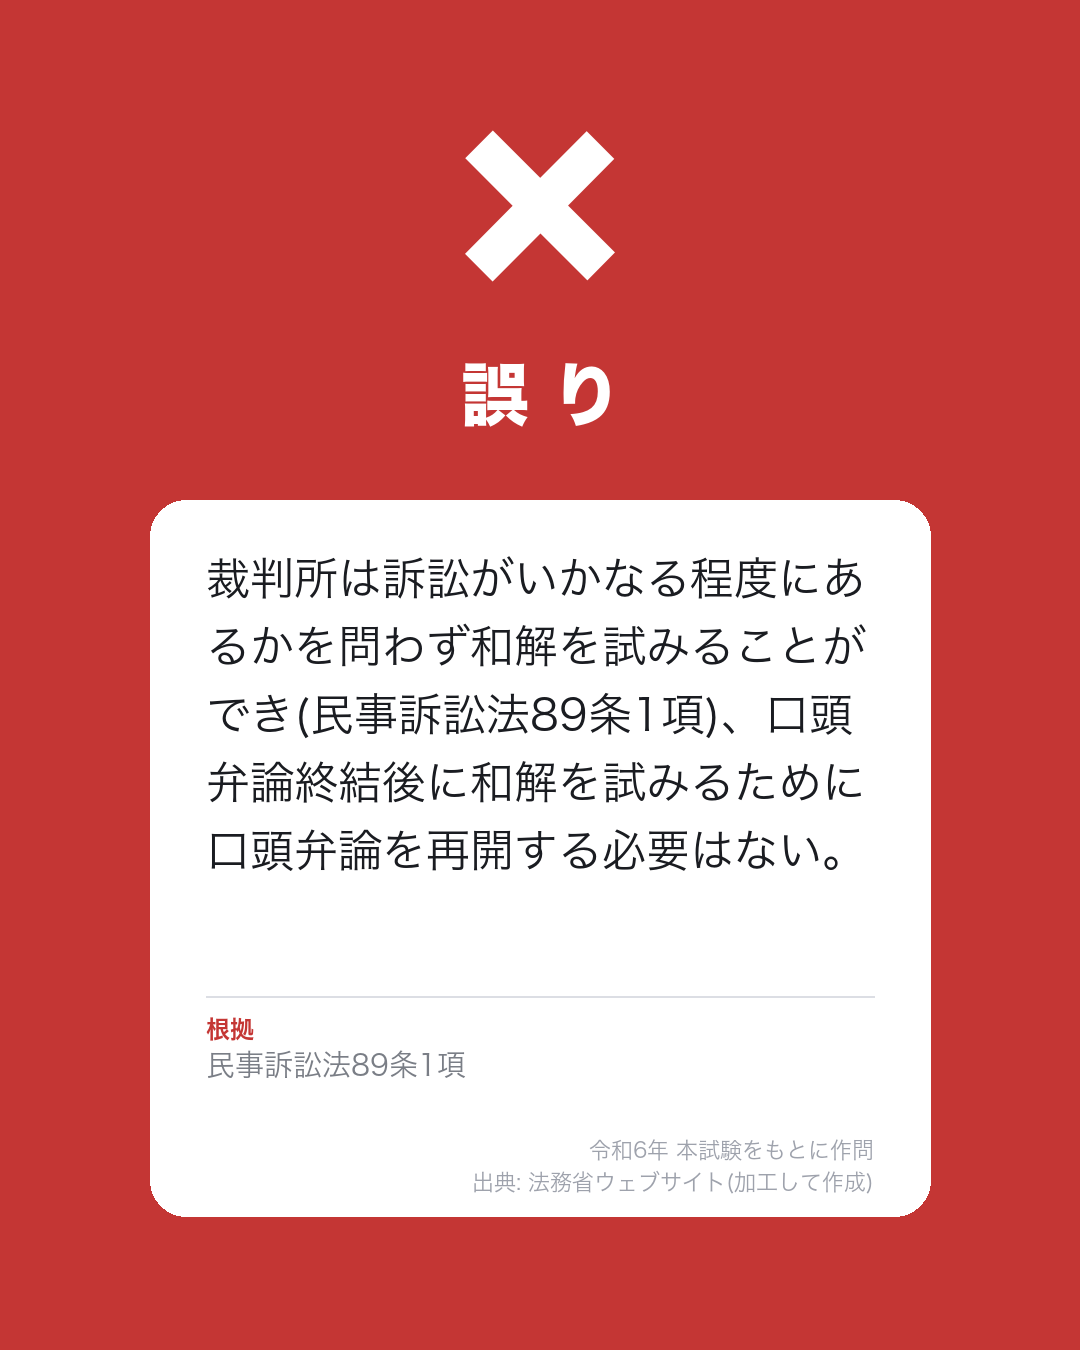 誤り
裁判所は訴訟がいかなる程度にあ
るかを問わず和解を試みることが
でき(民事訴訟法89条1項)、口頭
弁論終結後に和解を試みるために
口頭弁論を再開する必要はない。
根拠
民事訴訟法89条1項
令和6年 本試験をもとに作問
出典: 法務省ウェブサイト(加工して作成)